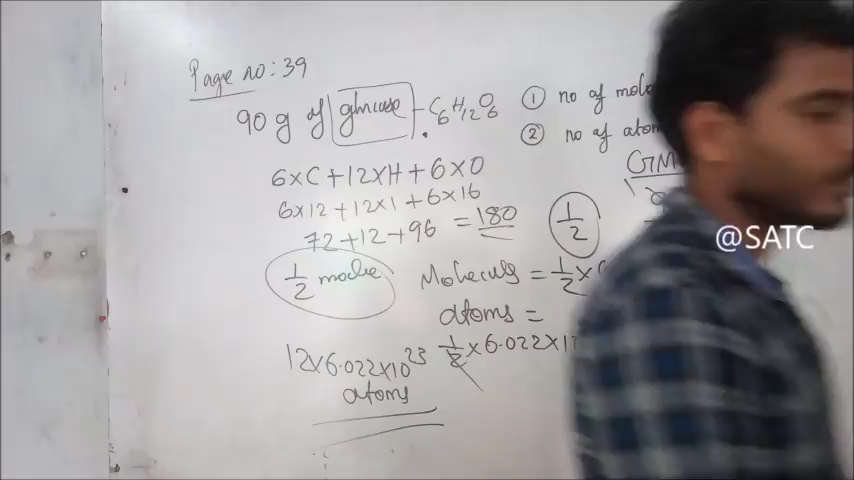 Page no: 39
90 g of glucose - C6H12O6
① no of
② no of atom
6×C + 12×H + 6×O
6×12 + 12×1 + 6×16
72 + 12 + 96 = 180
1/2
1/2 mole
Molecules = 1/2 ×
atoms =
1/2 × 6.022 × 1
12×6.022×10^23
atoms
@SATC